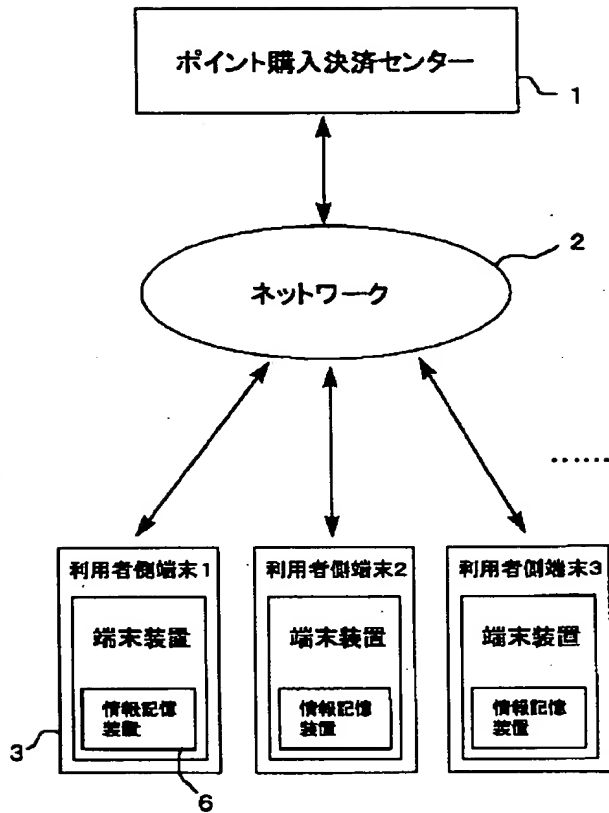 ポイント購入決済センター
1
2
ネットワーク
......
利用者側端末1
利用者側端末2
利用者側端末3
端末装置
端末装置
端末装置
情報記憶
装置
情報記憶
装置
情報記憶
装置
3
6